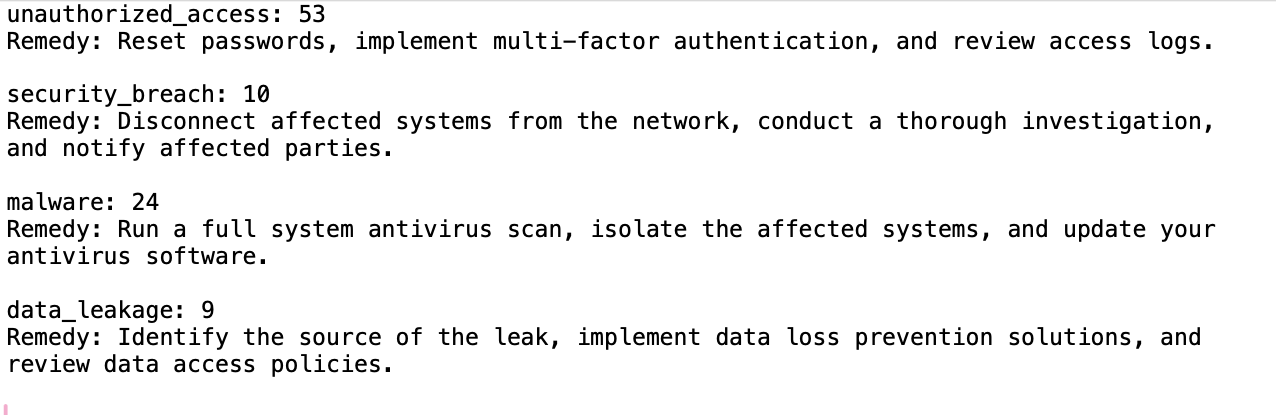 unauthorized_access: 53
Remedy: Reset passwords, implement multi-factor authentication, and review access logs.
security_breach: 10
Remedy: Disconnect affected systems from the network, conduct a thorough investigation,
and notify affected parties.
malware: 24
Remedy: Run a full system antivirus scan, isolate the affected systems, and update your
antivirus software.
data_leakage: 9
Remedy: Identify the source of the leak, implement data loss prevention solutions, and
review data access policies.